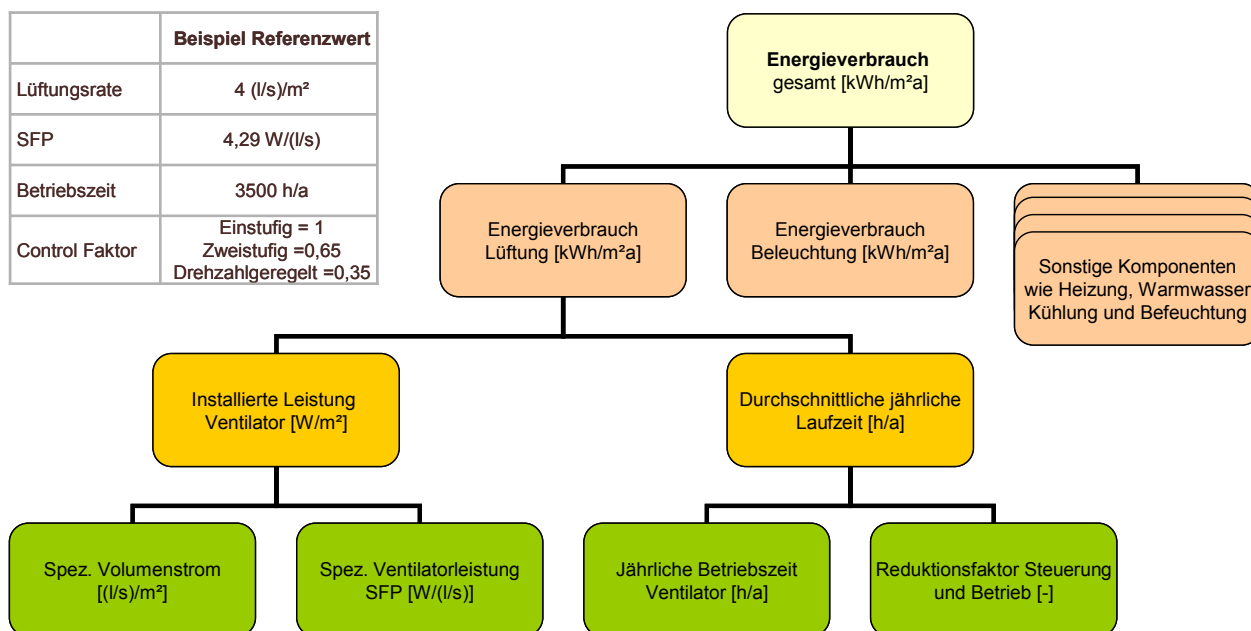 Beispiel Referenzwert
Lüftungsrate
4 (l/s)/m²
SFP
4,29 W/(l/s)
Betriebszeit
3500 h/a
Control Faktor
Einstufig = 1
Zweistufig =0,65
Drehzahlgeregelt =0,35
Energieverbrauch
gesamt [kWh/m²a]
Energieverbrauch
Lüftung [kWh/m²a]
Energieverbrauch
Beleuchtung [kWh/m²a]
Sonstige Komponenten
wie Heizung, Warmwasser
Kühlung und Befeuchtung
Installierte Leistung
Ventilator [W/m²]
Durchschnittliche jährliche
Laufzeit [h/a]
Spez. Volumenstrom
[(l/s)/m²]
Spez. Ventilatorleistung
SFP [W/(l/s)]
Jährliche Betriebszeit
Ventilator [h/a]
Reduktionsfaktor Steuerung
und Betrieb [-]